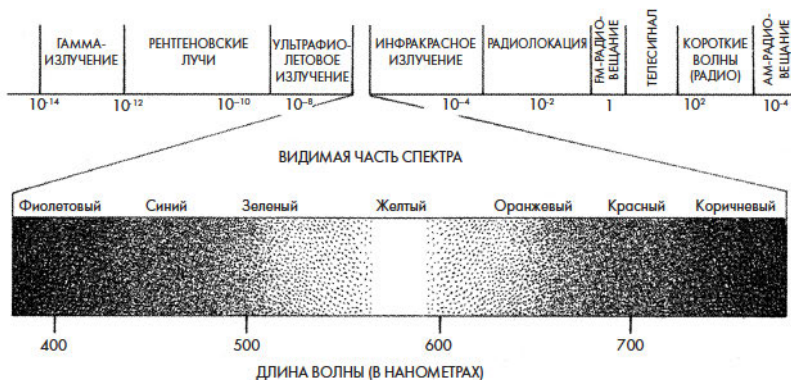 ГАММА-
ИЗЛУЧЕНИЕ
РЕНТГЕНОВСКИЕ
ЛУЧИ
УЛЬТРАФИО-
ЛЕТОВОЕ
ИЗЛУЧЕНИЕ
ИНФРАКРАСНОЕ
ИЗЛУЧЕНИЕ
РАДИОЛОКАЦИЯ
FM-РАДИО-
ВЕЩАНИЕ
ТЕЛЕСИГНАЛ
КОРОТКИЕ
ВОЛНЫ
(РАДИО)
АМ-РАДИО-
ВЕЩАНИЕ
10⁻¹⁴ 10⁻¹² 10⁻¹⁰ 10⁻⁸ 10⁻⁴ 10⁻² 1 10² 10⁻⁴
ВИДИМАЯ ЧАСТЬ СПЕКТРА
Фиолетовый Синий Зеленый Желтый Оранжевый Красный Коричневый
400 500 600 700
ДЛИНА ВОЛНЫ (В НАНОМЕТРАХ)